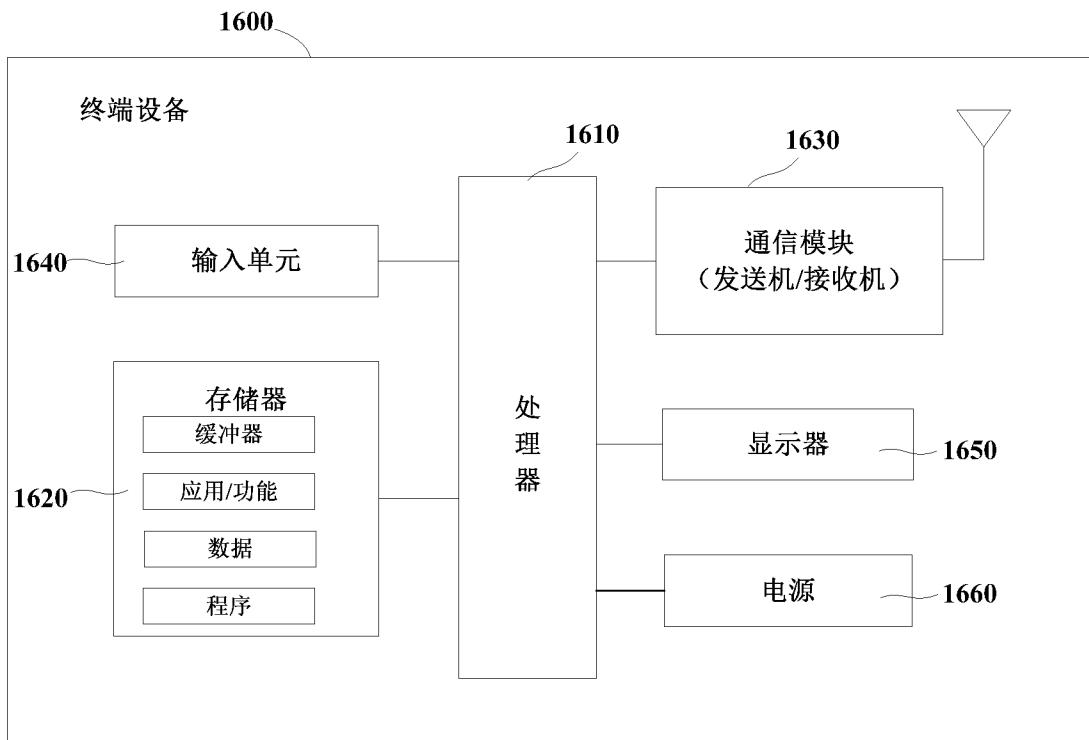 1600
终端设备
1610
1630
1640
输入单元
通信模块
（发送机/接收机）
存储器
缓冲器
应用/功能
数据
程序
1620
处
理
器
显示器
1650
电源
1660